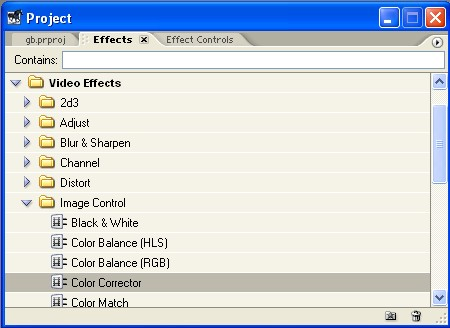 Project
gb.prproj Effects Effect Controls
Contains:
Video Effects
2d3
Adjust
Blur & Sharpen
Channel
Distort
Image Control
Black & White
Color Balance (HLS)
Color Balance (RGB)
Color Corrector
Color Match